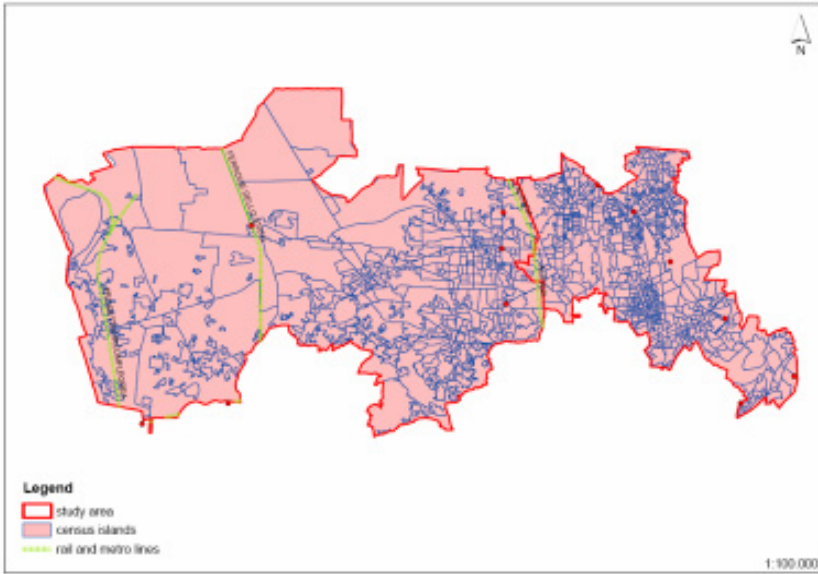 N
Legend
study area
census islands
rail and metro lines
1:100.000